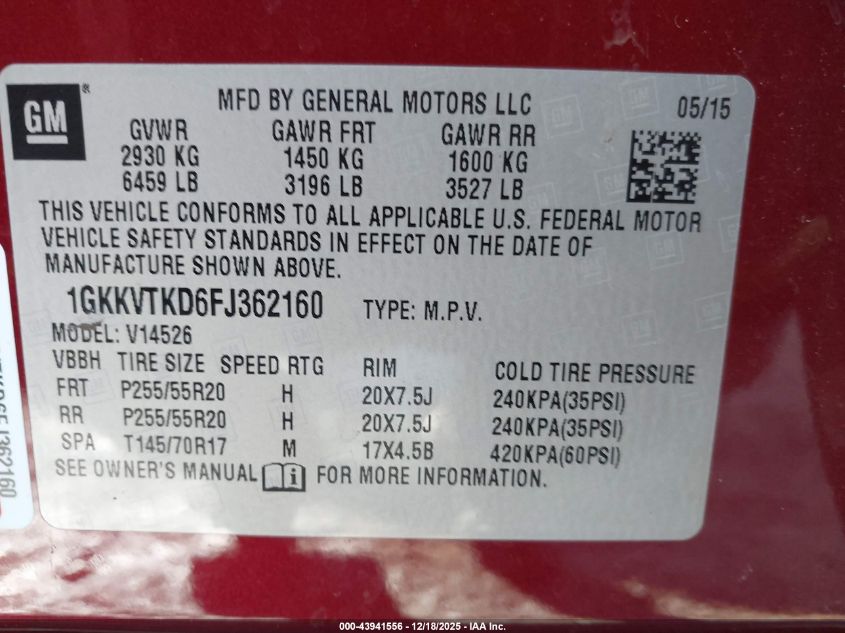 GM ®
MFD BY GENERAL MOTORS LLC 05/15
GVWR GAWR FRT GAWR RR
2930 KG 1450 KG 1600 KG
6459 LB 3196 LB 3527 LB
THIS VEHICLE CONFORMS TO ALL APPLICABLE U.S. FEDERAL MOTOR
VEHICLE SAFETY STANDARDS IN EFFECT ON THE DATE OF
MANUFACTURE SHOWN ABOVE.
1GKKVTKD6FJ362160 TYPE: M.P.V.
MODEL: V14526
VBBH TIRE SIZE SPEED RTG RIM COLD TIRE PRESSURE
FRT P255/55R20 H 20X7.5J 240KPA(35PSI)
RR P255/55R20 H 20X7.5J 240KPA(35PSI)
SPA T145/70R17 M 17X4.5B 420KPA(60PSI)
SEE OWNER'S MANUAL i FOR MORE INFORMATION.
000-43941556 - 12/18/2025 - IAA Inc.